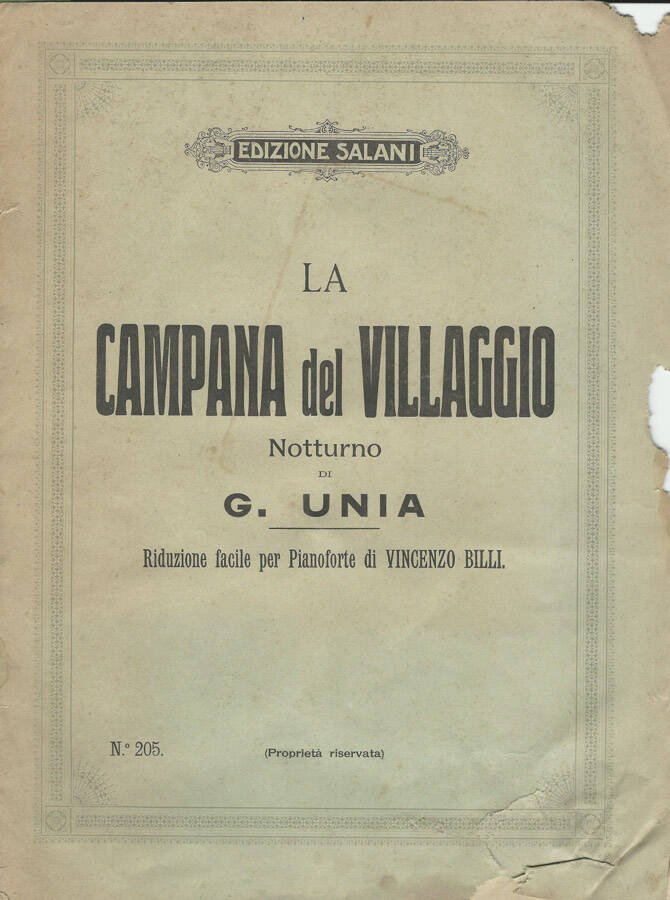 EDIZIONE SALANI
LA
CAMPANA del VILLAGGIO
Notturno
DI
G. UNIA
Riduzione facile per Pianoforte di VINCENZO BILLI.
N.º 205.
(Proprietà riservata)